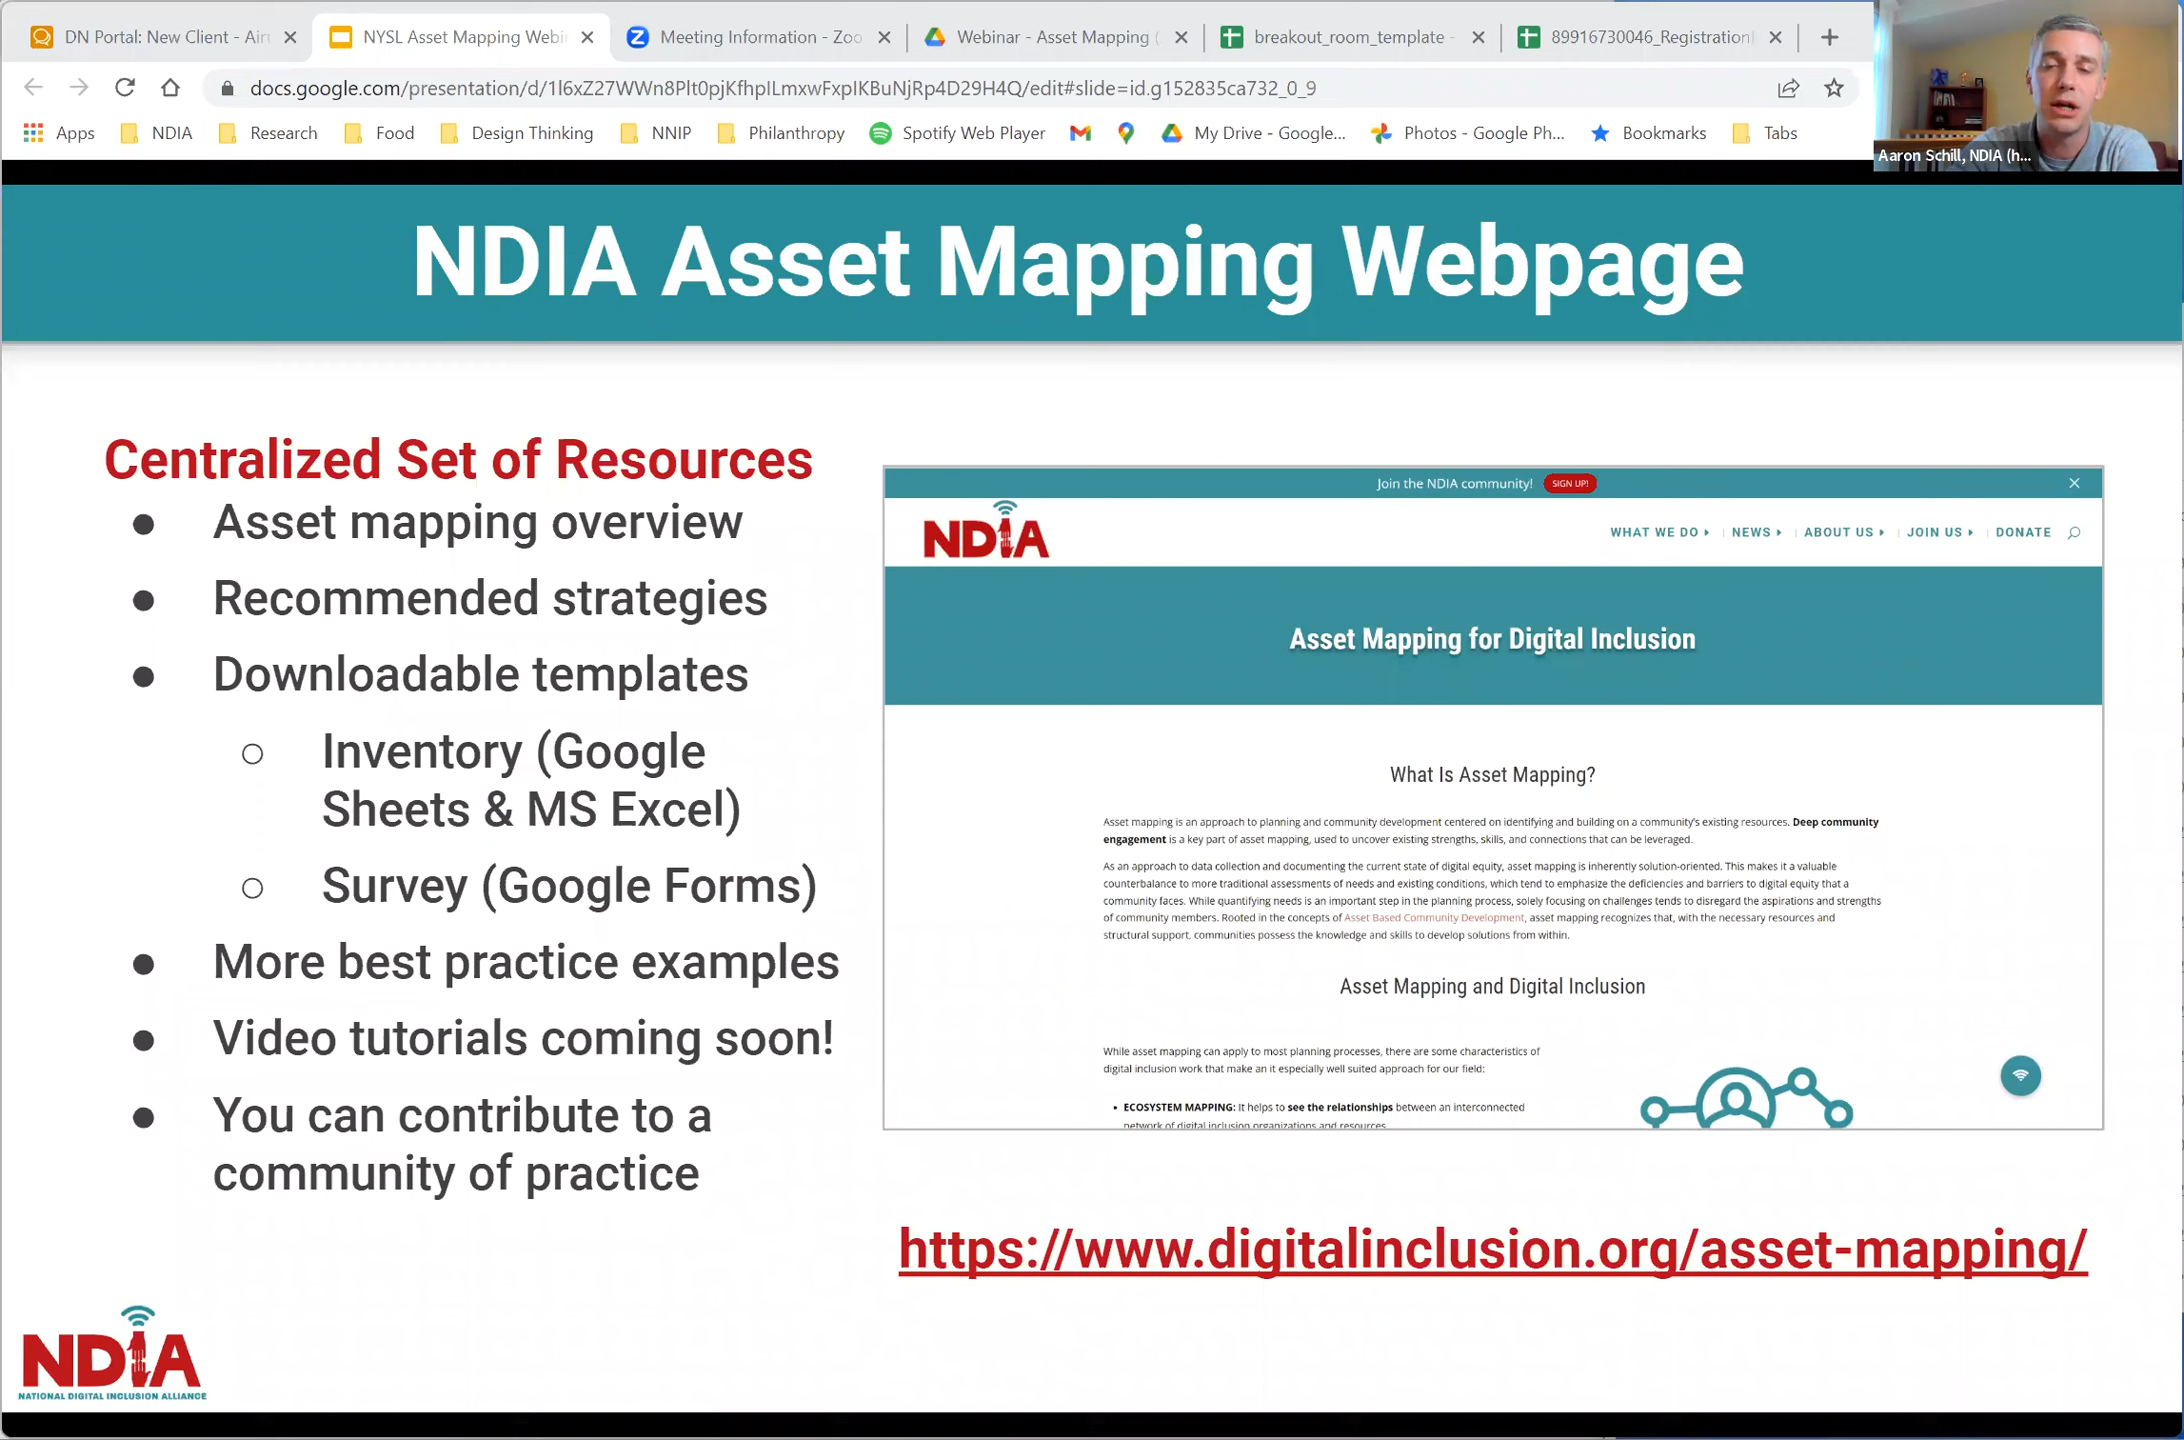 DN Portal: New Client - Airt
NYSL Asset Mapping Webi
Meeting Information - Zoo
Webinar - Asset Mapping (
breakout_room_template -
89916730046_Registration
docs.google.com/presentation/d/1l6xZ27WWn8Plt0pjKfhpILmxwFxpIKBuNjRp4D29H4Q/edit#slide=id.g152835ca732_0_9
Apps
NDIA
Research
Food
Design Thinking
NNIP
Philanthropy
Spotify Web Player
My Drive - Google...
Photos - Google Ph...
Bookmarks
Tabs
Aaron Schill, NDIA (h...
NDIA Asset Mapping Webpage
Centralized Set of Resources
● Asset mapping overview
● Recommended strategies
● Downloadable templates
○ Inventory (Google
Sheets & MS Excel)
○ Survey (Google Forms)
● More best practice examples
● Video tutorials coming soon!
● You can contribute to a
community of practice
Join the NDIA community! SIGN UP!
NDIA
WHAT WE DO
NEWS
ABOUT US
JOIN US
DONATE
Asset Mapping for Digital Inclusion
What Is Asset Mapping?
Asset mapping is an approach to planning and community development centered on identifying and building on a community's existing resources. Deep community
engagement is a key part of asset mapping, used to uncover existing strengths, skills, and connections that can be leveraged.
As an approach to data collection and documenting the current state of digital equity, asset mapping is inherently solution-oriented. This makes it a valuable
counterbalance to more traditional assessments of needs and existing conditions, which tend to emphasize the deficiencies and barriers to digital equity that a
community faces. While quantifying needs is an important step in the planning process, solely focusing on challenges tends to disregard the aspirations and strengths
of community members. Rooted in the concepts of Asset Based Community Development, asset mapping recognizes that, with the necessary resources and
structural support, communities possess the knowledge and skills to develop solutions from within.
Asset Mapping and Digital Inclusion
While asset mapping can apply to most planning processes, there are some characteristics of
digital inclusion work that make an it especially well suited approach for our field:
• ECOSYSTEM MAPPING: It helps to see the relationships between an interconnected
network of digital inclusion organizations and resources
https://www.digitalinclusion.org/asset-mapping/
NDIA
NATIONAL DIGITAL INCLUSION ALLIANCE